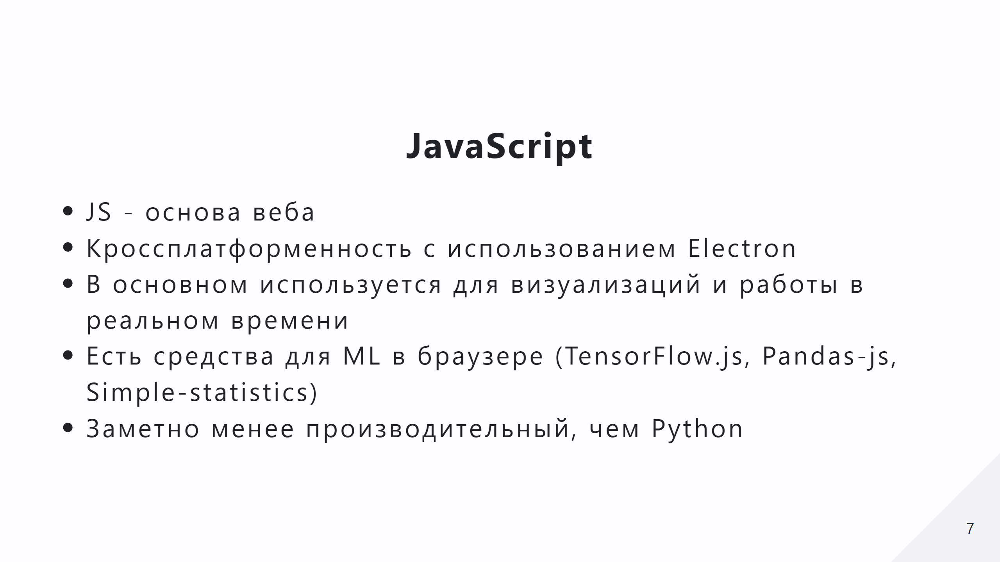 JavaScript
• JS - основа веба
• Кроссплатформенность с использованием Electron
• В основном используется для визуализаций и работы в
реальном времени
• Есть средства для ML в браузере (TensorFlow.js, Pandas-js,
Simple-statistics)
• Заметно менее производительный, чем Python
7